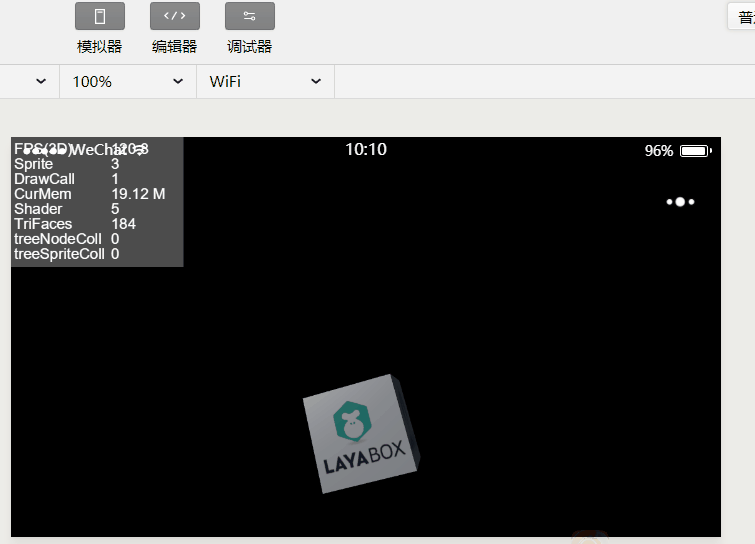 模拟器 编辑器 调试器
100% WiFi
WeChat 10:10 96%
FPS(3D) 120.8
Sprite 3
DrawCall 1
CurMem 19.12 M
Shader 5
TriFaces 184
treeNodeColl 0
treeSpriteColl 0
LAYABOX